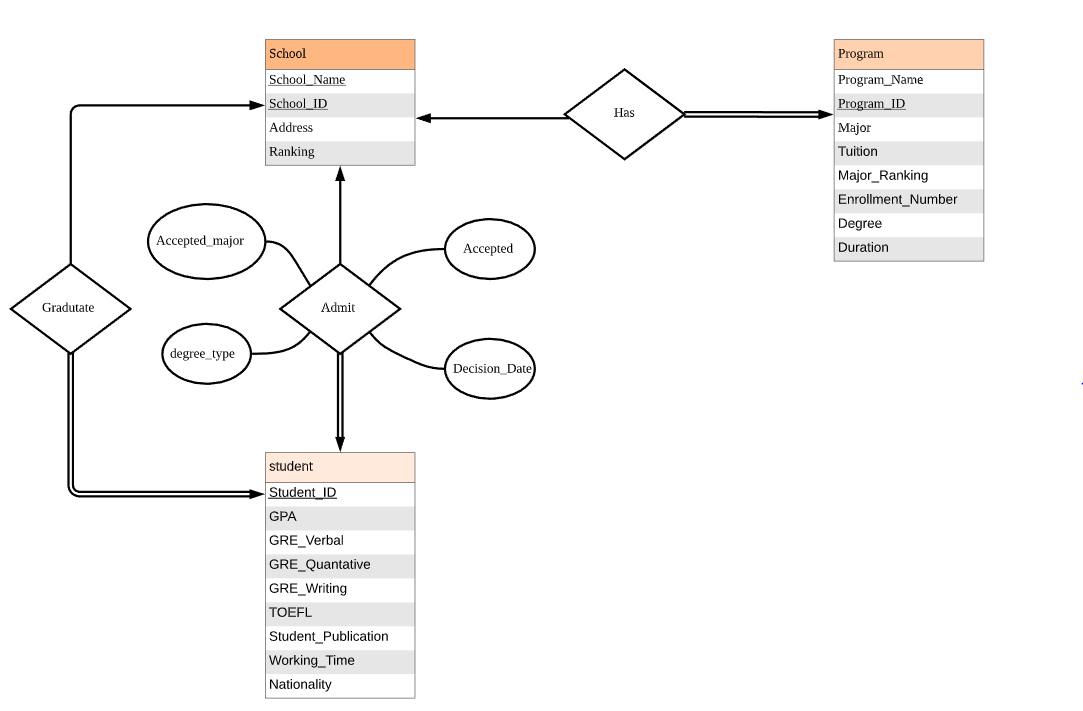 School
School_Name
School_ID
Address
Ranking
Has
Program
Program_Name
Program_ID
Major
Tuition
Major_Ranking
Enrollment_Number
Degree
Duration
Accepted_major
Accepted
Gradutate
Admit
degree_type
Decision_Date
student
Student_ID
GPA
GRE_Verbal
GRE_Quantative
GRE_Writing
TOEFL
Student_Publication
Working_Time
Nationality